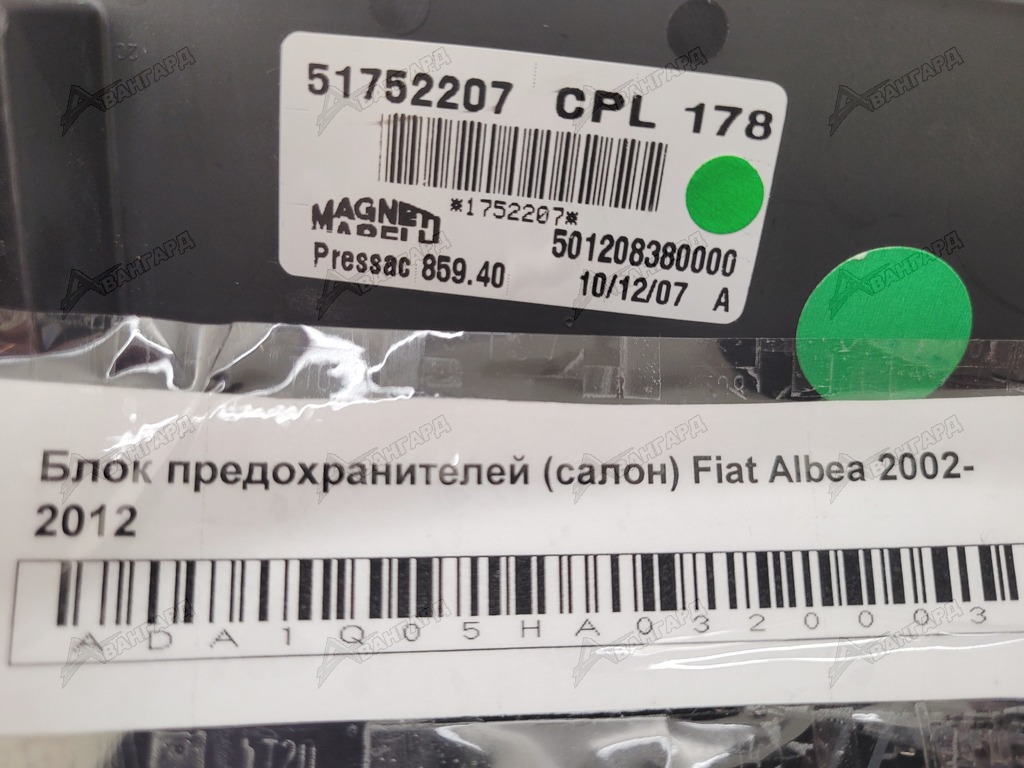 51752207 CPL 178
*1752207*
MAGNETI
MARELLI
501208380000
Pressac 859.40
10/12/07 A
Блок предохранителей (салон) Fiat Albea 2002-
2012
ADA1Q05HA0320003
АВАНГАРД